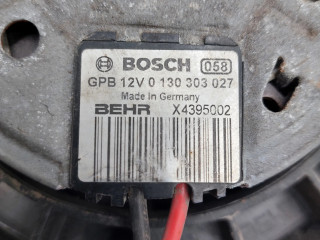 BOSCH 058
GPB 12V 0 130 303 027
Made in Germany
BEHR X4395002